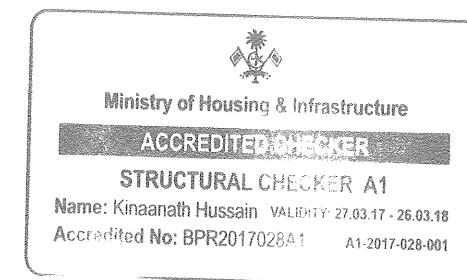 Ministry of Housing & Infrastructure
ACCREDITED CHECKER
STRUCTURAL CHECKER A1
Name: Kinaanath Hussain VALIDITY: 27.03.17 - 26.03.18
Accredited No: BPR2017028A1 A1-2017-028-001